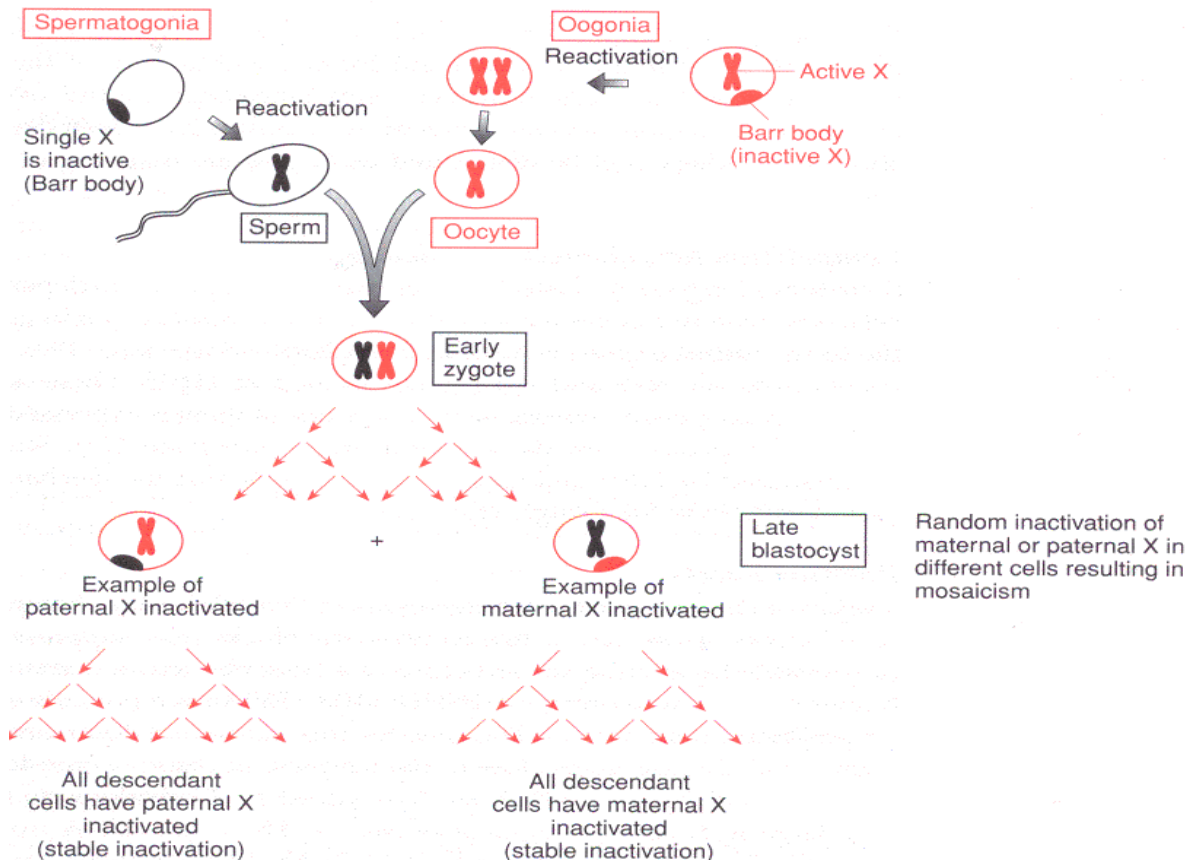 Spermatogonia
Oogonia
Reactivation
Active X
Reactivation
Barr body
(inactive X)
Single X
is inactive
(Barr body)
Sperm
Oocyte
Early
zygote
Late
blastocyst
Random inactivation of
maternal or paternal X in
different cells resulting in
mosaicism
+
Example of
paternal X inactivated
Example of
maternal X inactivated
All descendant
cells have paternal X
inactivated
(stable inactivation)
All descendant
cells have maternal X
inactivated
(stable inactivation)